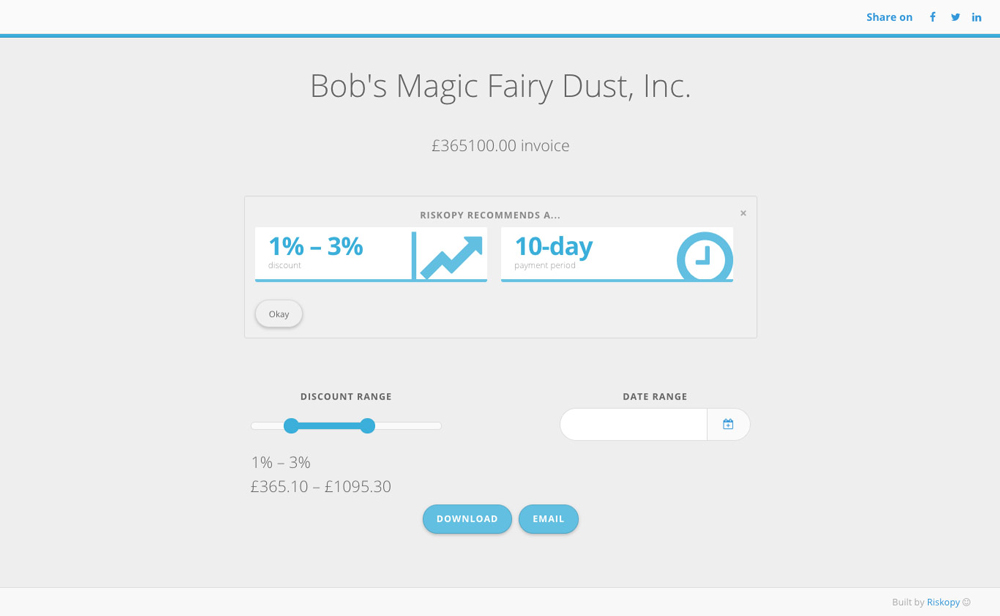 Share on
Bob's Magic Fairy Dust, Inc.
£365100.00 invoice
RISKOPY RECOMMENDS A...
×
1% – 3%
discount
10-day
payment period
Okay
DISCOUNT RANGE
DATE RANGE
1% – 3%
£365.10 – £1095.30
DOWNLOAD
EMAIL
Built by Riskopy